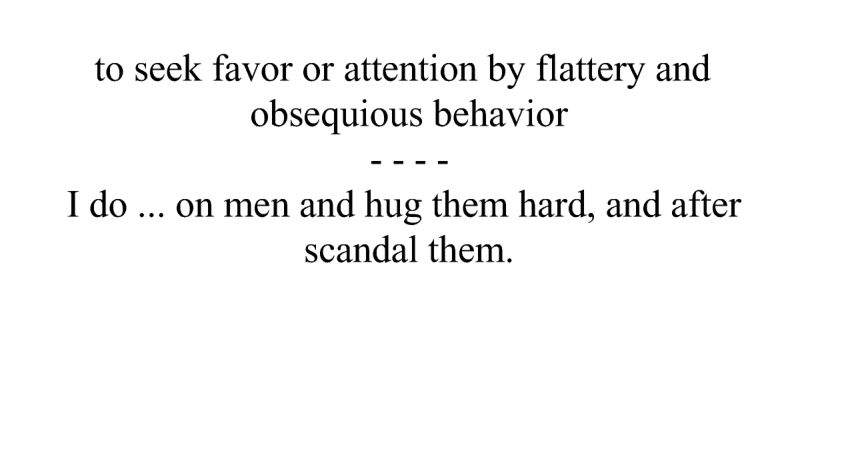 to seek favor or attention by flattery and
obsequious behavior
- - - -
I do ... on men and hug them hard, and after
scandal them.